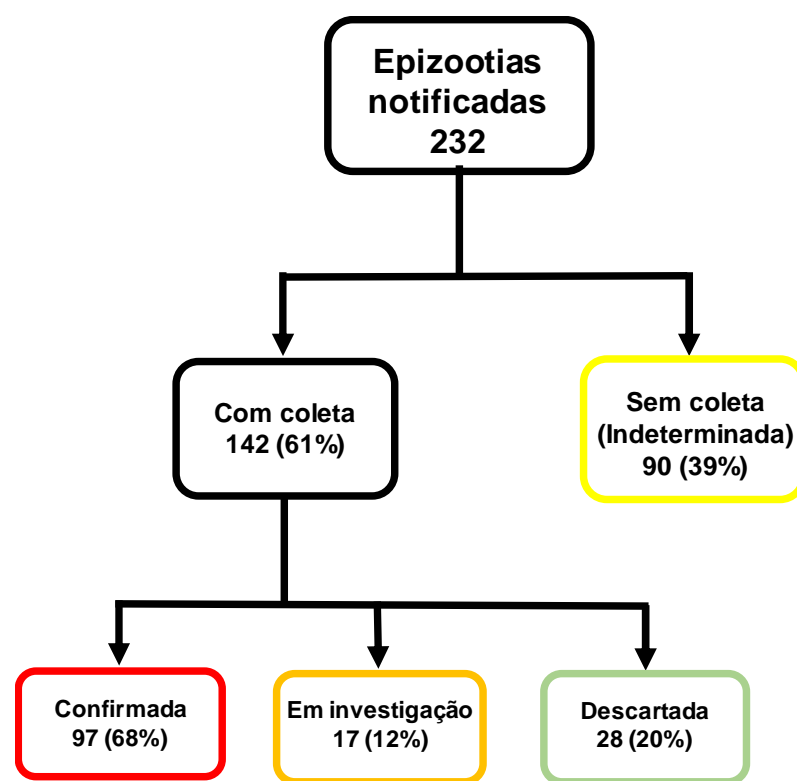 Epizootias
notificadas
232
Com coleta
142 (61%)
Sem coleta
(Indeterminada)
90 (39%)
Confirmada
97 (68%)
Em investigação
17 (12%)
Descartada
28 (20%)